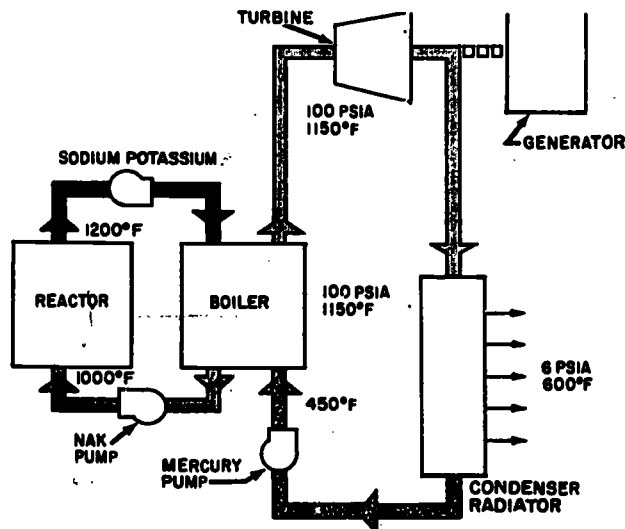 TURBINE
100 PSIA
1150°F
GENERATOR
SODIUM POTASSIUM
1200°F
REACTOR
BOILER
100 PSIA
1150°F
1000°F
450°F
6 PSIA
600°F
NAK
PUMP
MERCURY
PUMP
CONDENSER
RADIATOR